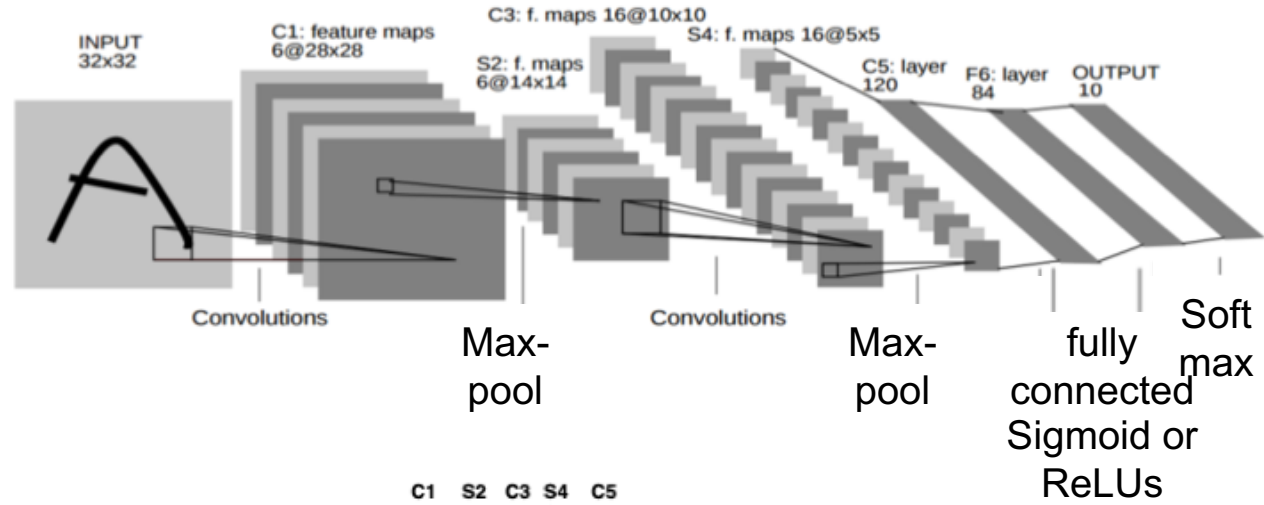 INPUT
32x32
C1: feature maps
6@28x28
S2: f. maps
6@14x14
C3: f. maps 16@10x10
S4: f. maps 16@5x5
C5: layer
120
F6: layer
84
OUTPUT
10
Convolutions
Max-
pool
Convolutions
Max-
pool
fully
connected
Sigmoid or
ReLUs
Soft
max
A
C1 S2 C3 S4 C5